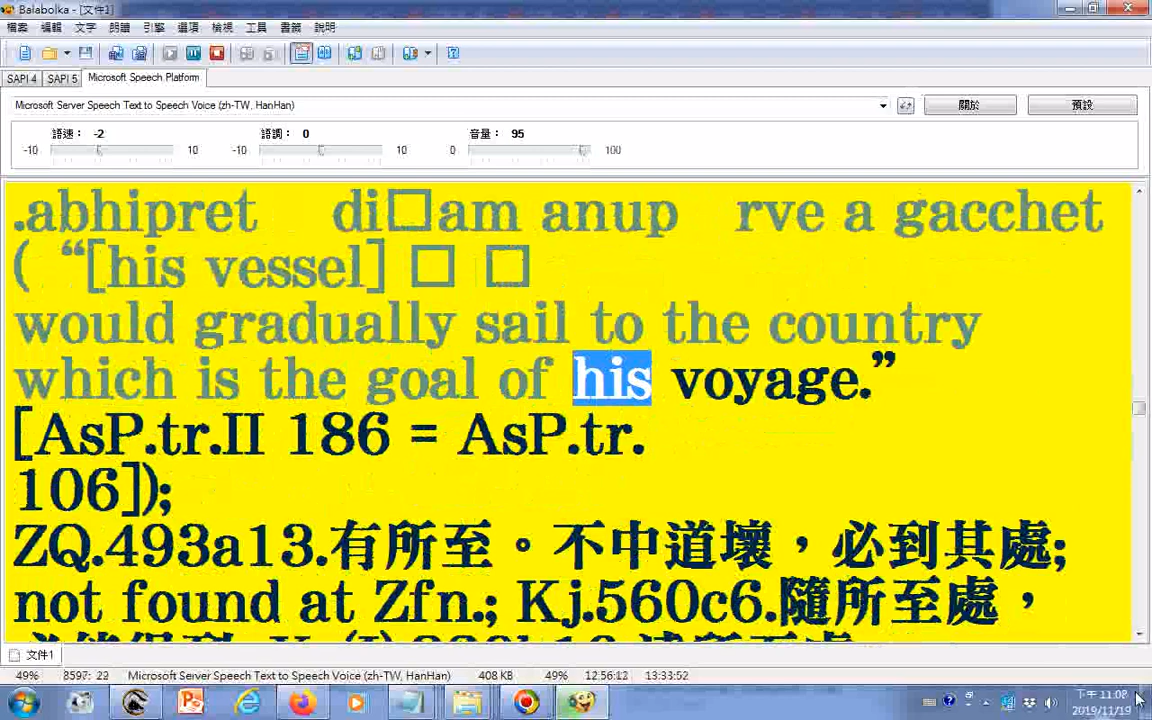 Balabolka - [文件1]
檔案 編輯 文字 朗讀 引擎 選項 檢視 工具 書籤 說明
SAPI 4 SAPI 5 Microsoft Speech Platform
Microsoft Server Speech Text to Speech Voice (zh-TW, HanHan) 關於 預設
語速： -2 語調： 0 音量： 95
-10 10 -10 10 0 100
.abhipret di□am anup rve a gacchet
( “[his vessel] □ □
would gradually sail to the country
which is the goal of his voyage.”
[AsP.tr.II 186 = AsP.tr.
106]);
ZQ.493a13.有所至。不中道壞，必到其處;
not found at Zfn.; Kj.560c6.隨所至處，
文件1
49% 8597: 22 Microsoft Server Speech Text to Speech Voice (zh-TW, HanHan) 408 KB 49% 12:56:12 13:33:52
下午 11:08
2019/11/19